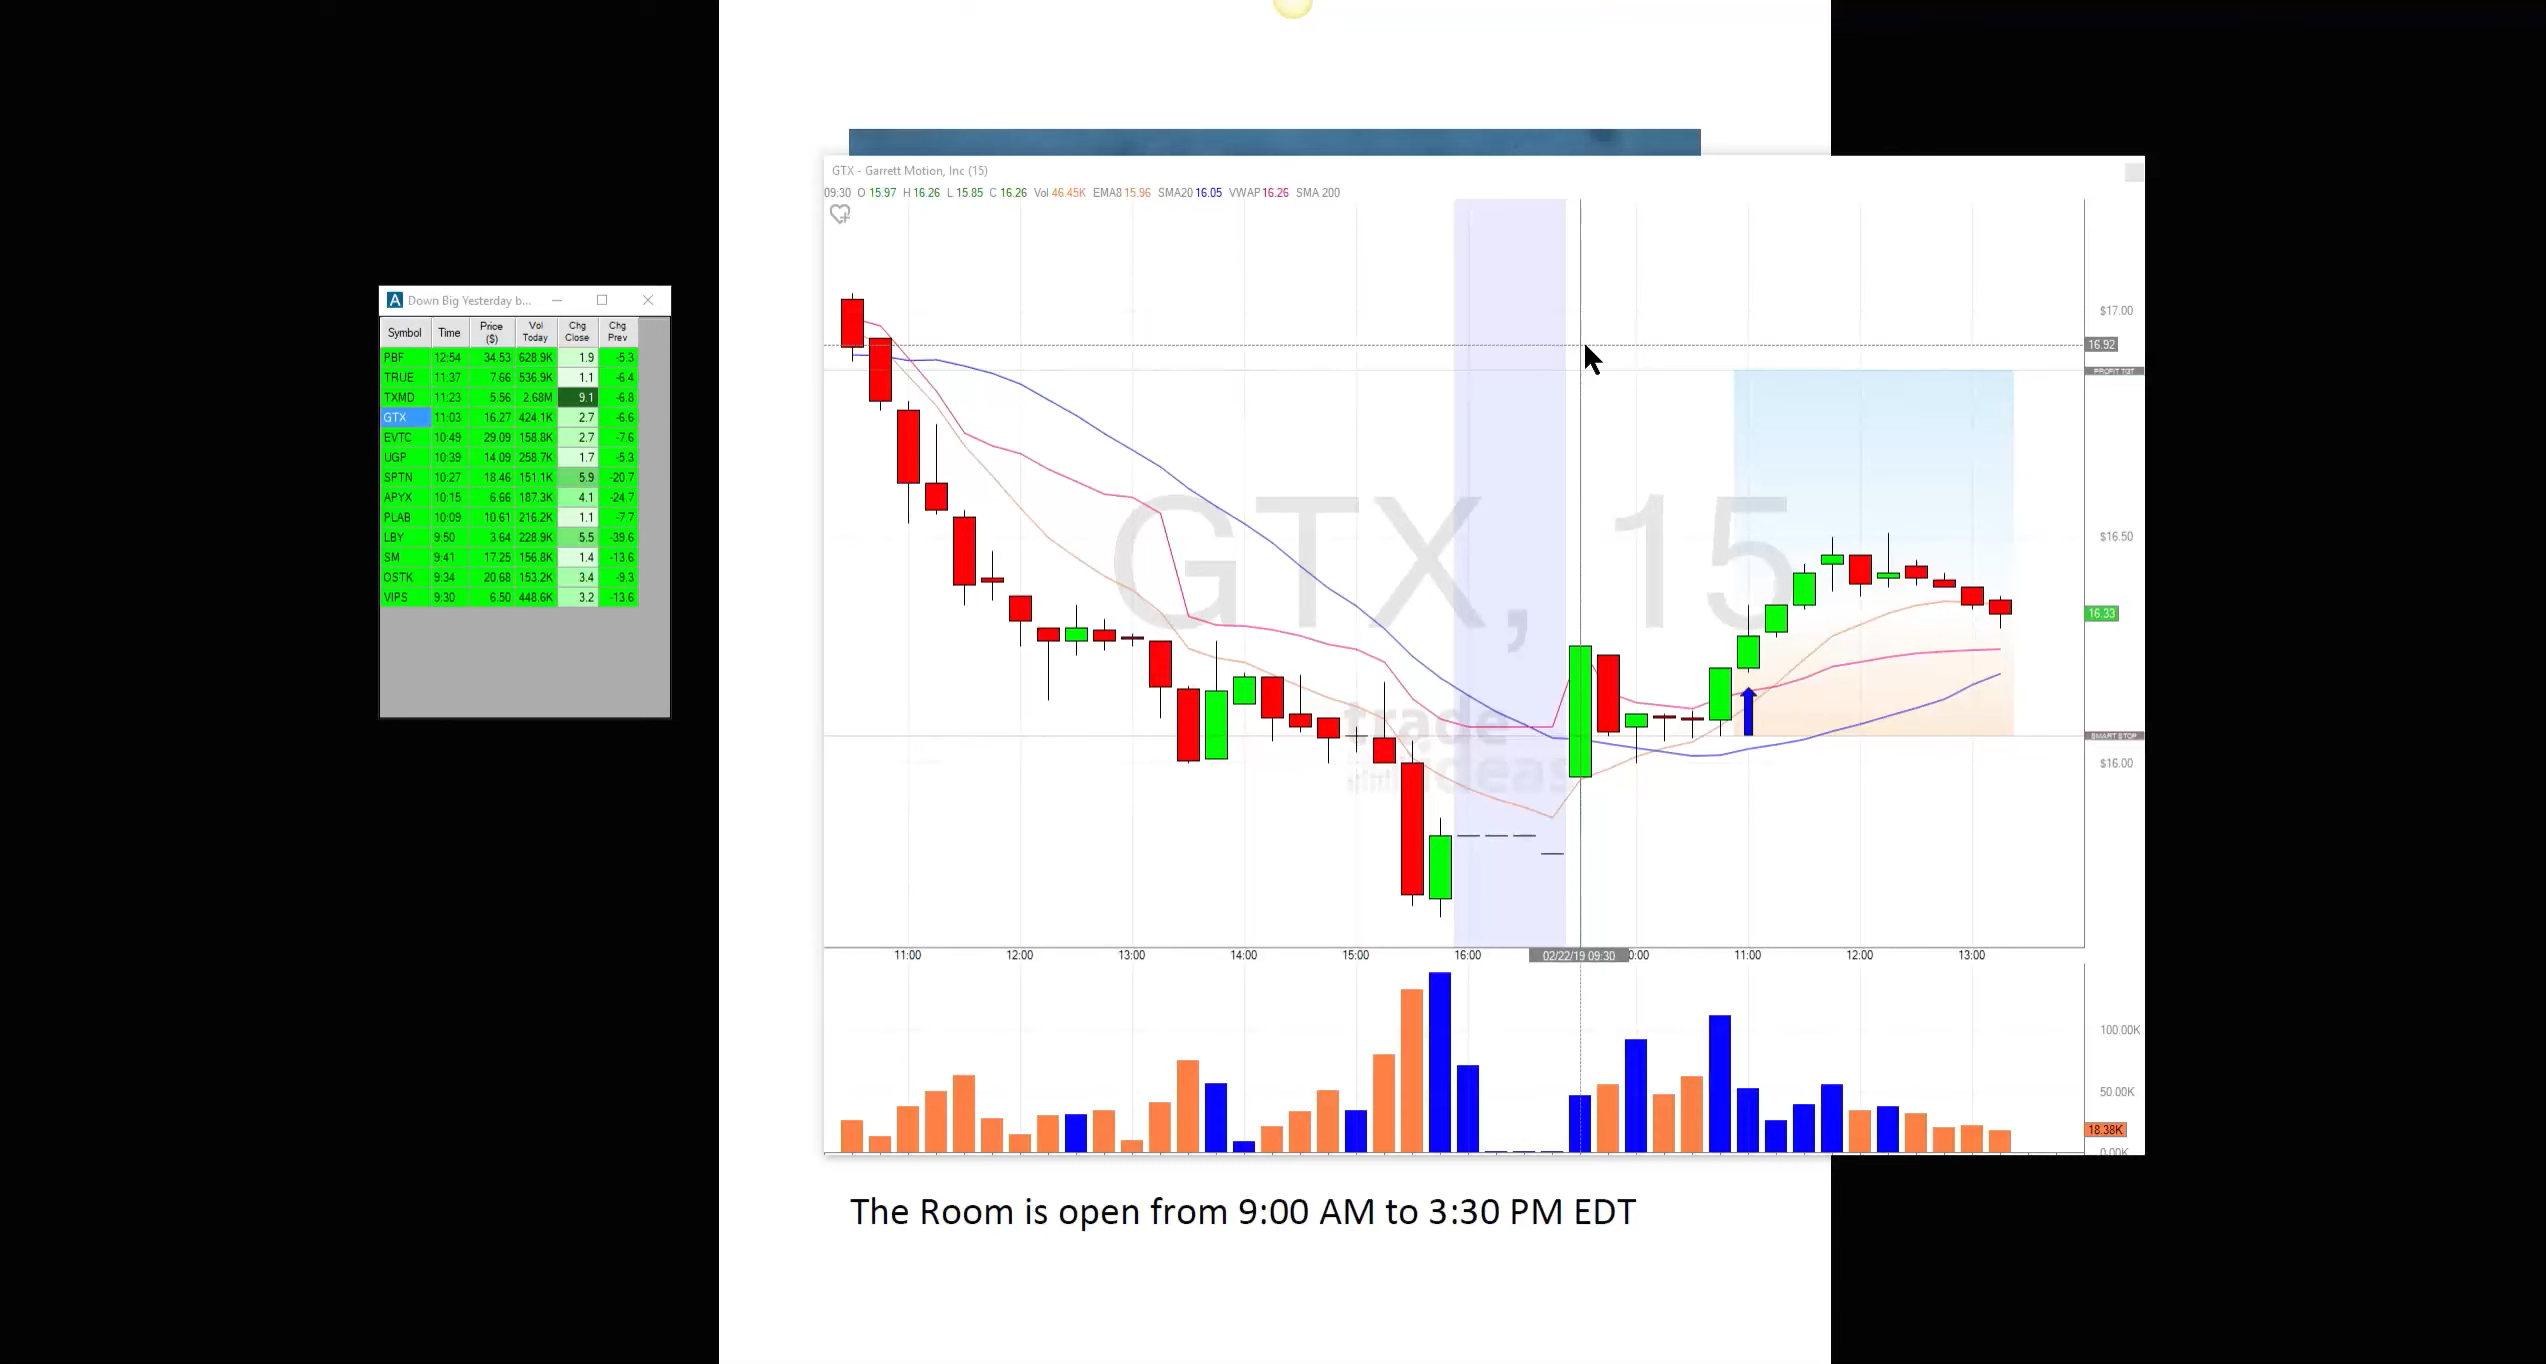 GTX - Garrett Motion, Inc (15)
09:30 O 15.97 H 16.26 L 15.85 C 16.26 Vol 46.45K EMA8 15.96 SMA20 16.05 VWAP 16.26 SMA 200
A Down Big Yesterday b...
Symbol Time Price ($) Vol Today Chg Close Chg Prev
PBF 12:54 34.53 628.9K 1.9 -5.3
TRUE 11:37 7.66 536.9K 1.1 -6.4
TXMD 11:23 5.56 2.68M 9.1 -6.8
GTX 11:03 16.27 424.1K 2.7 -6.6
EVTC 10:49 29.09 158.8K 2.7 -7.6
UGP 10:39 14.09 258.7K 1.7 -5.3
SPTN 10:27 18.46 151.1K 5.9 -20.7
APYX 10:15 6.66 187.3K 4.1 -24.7
PLAB 10:09 10.61 216.2K 1.1 -7.7
LBY 9:50 3.64 228.9K 5.5 -39.6
SM 9:41 17.25 156.8K 1.4 -13.6
OSTK 9:34 20.68 153.2K 3.4 -9.3
VIPS 9:30 6.50 448.6K 3.2 -13.6
$17.00
16.92
PROFIT TGT
GTX, 15
$16.50
16.33
trade
ideas
SMART STOP
$16.00
11:00 12:00 13:00 14:00 15:00 16:00 02/22/19 09:30 0:00 11:00 12:00 13:00
100.00K
50.00K
18.38K
0.00K
The Room is open from 9:00 AM to 3:30 PM EDT